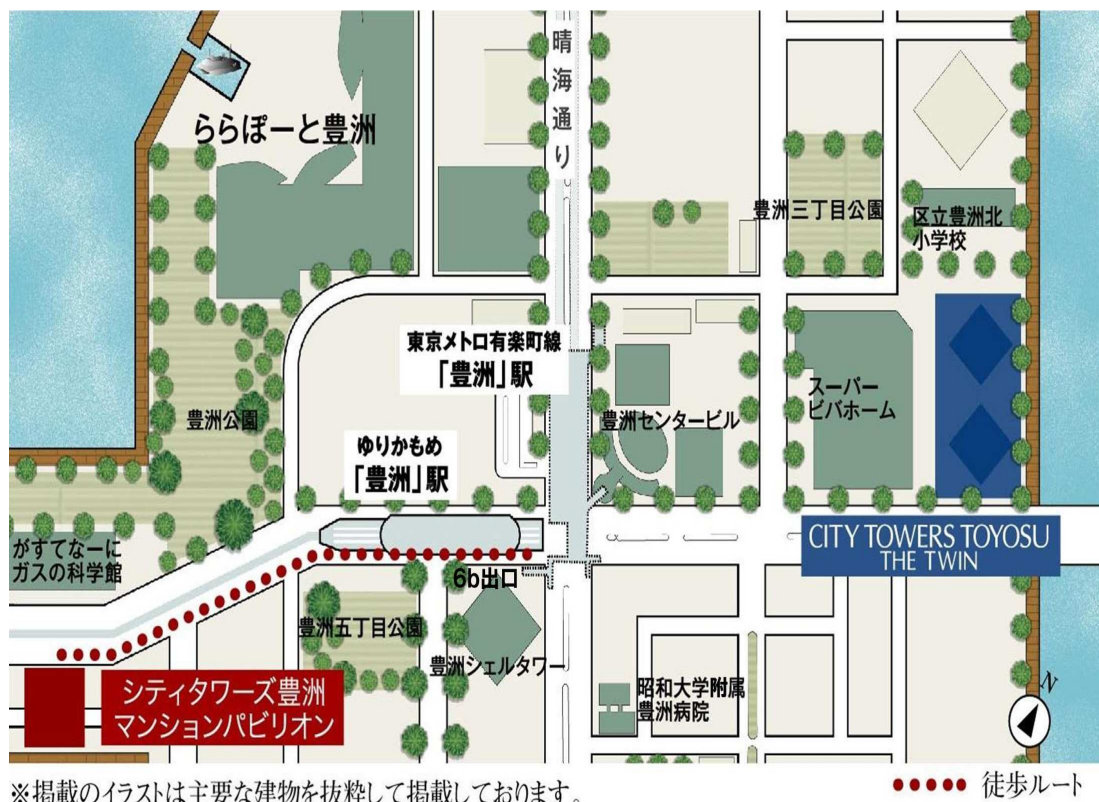 晴海通り
ららぽーと豊洲
豊洲三丁目公園
区立豊洲北
小学校
東京メトロ有楽町線
「豊洲」駅
豊洲公園
豊洲センタービル
スーパー
ビバホーム
ゆりかもめ
「豊洲」駅
がすてなーに
ガスの科学館
CITY TOWERS TOYOSU
THE TWIN
6b出口
豊洲五丁目公園
豊洲シェルタワー
シティタワーズ豊洲
マンションパビリオン
昭和大学附属
豊洲病院
N
※掲載のイラストは主要な建物を抜粋して掲載しております。
徒歩ルート